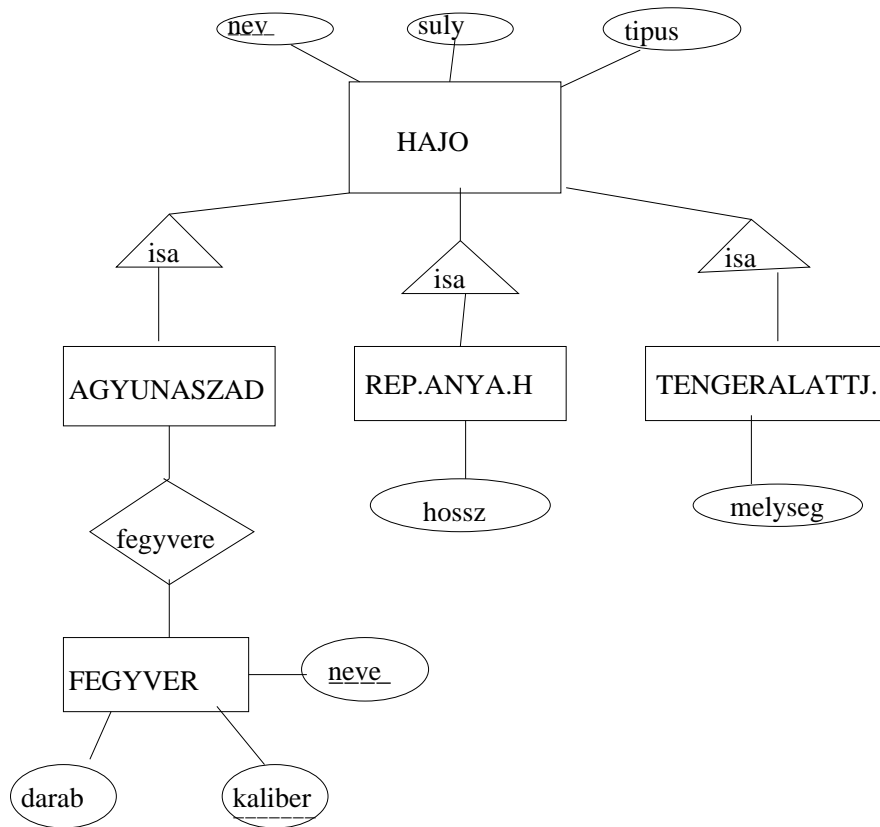 nev
suly
tipus
HAJO
isa
isa
isa
AGYUNASZAD
REP.ANYA.H
TENGERALATTJ.
hossz
melyseg
fegyvere
FEGYVER
neve
darab
kaliber